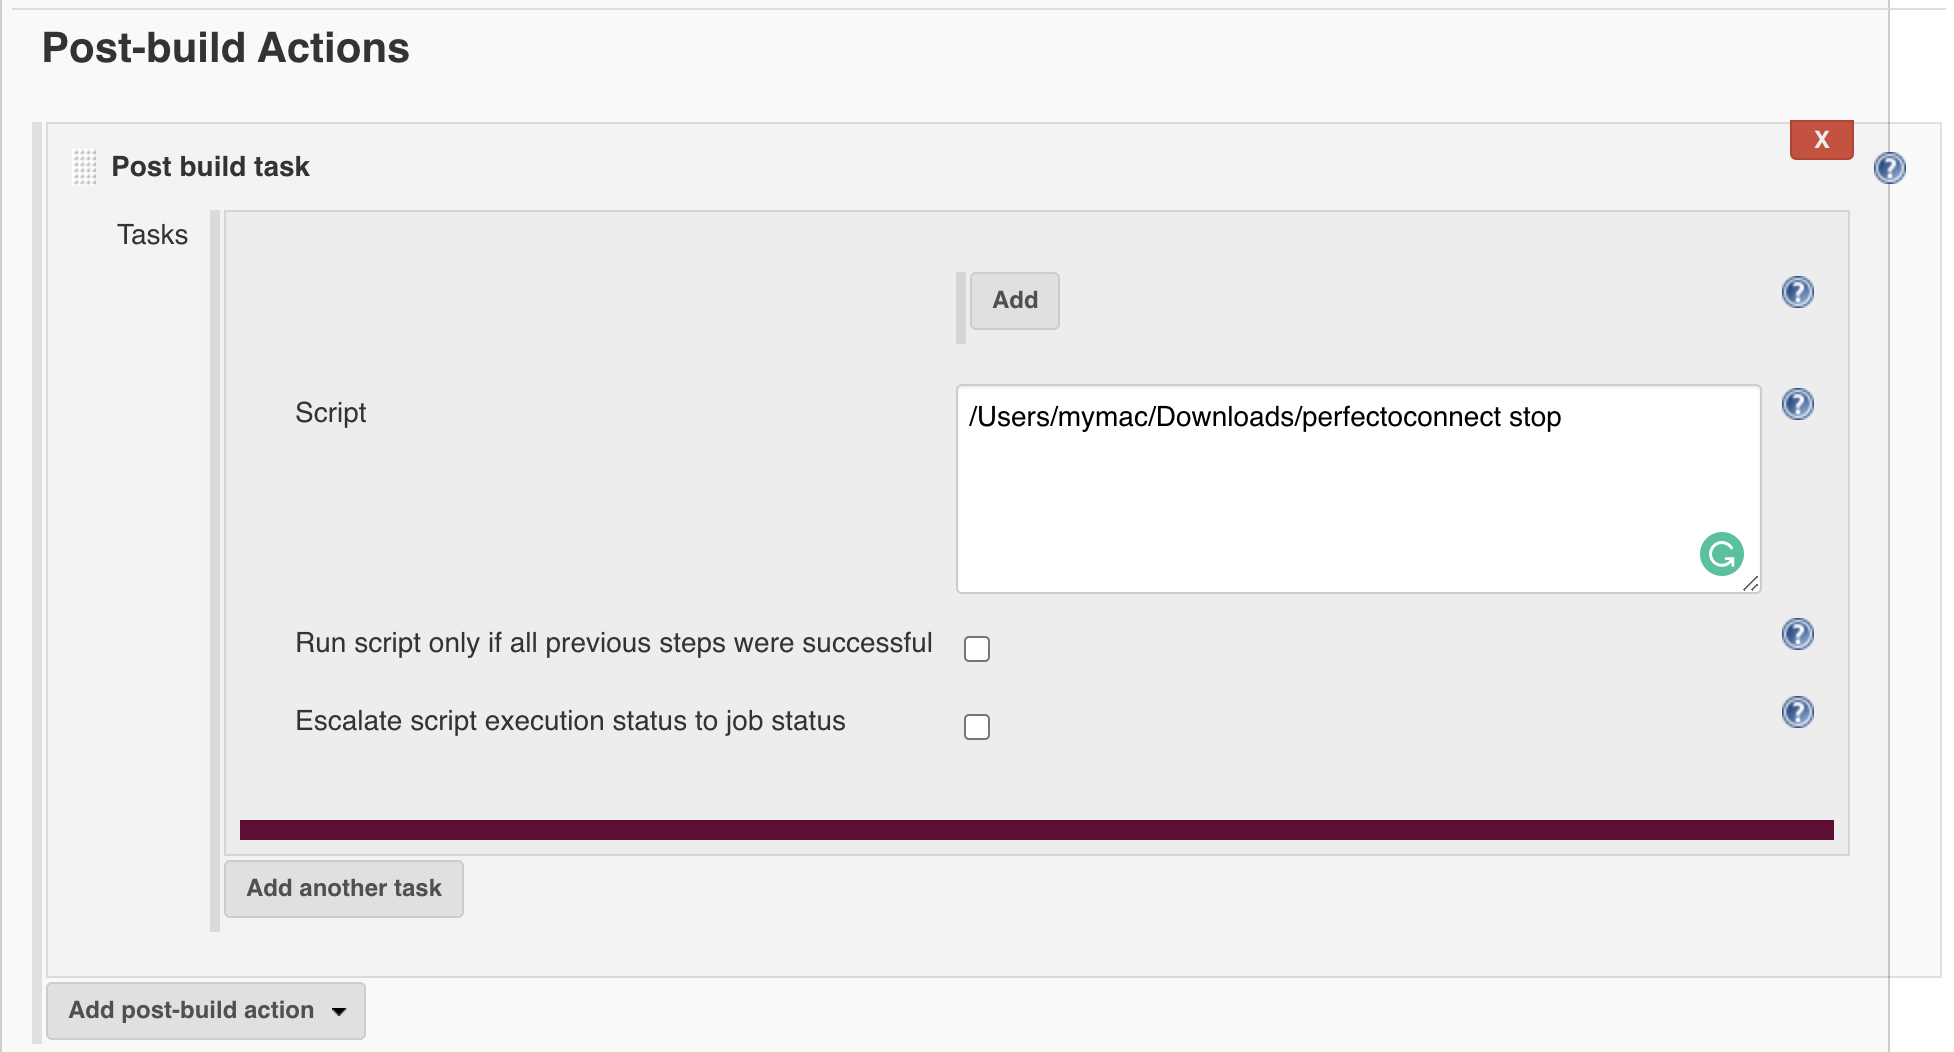 Post-build Actions
X
Post build task
?
Tasks
Add
?
Script
/Users/mymac/Downloads/perfectoconnect stop
?
G
Run script only if all previous steps were successful
?
Escalate script execution status to job status
?
Add another task
Add post-build action